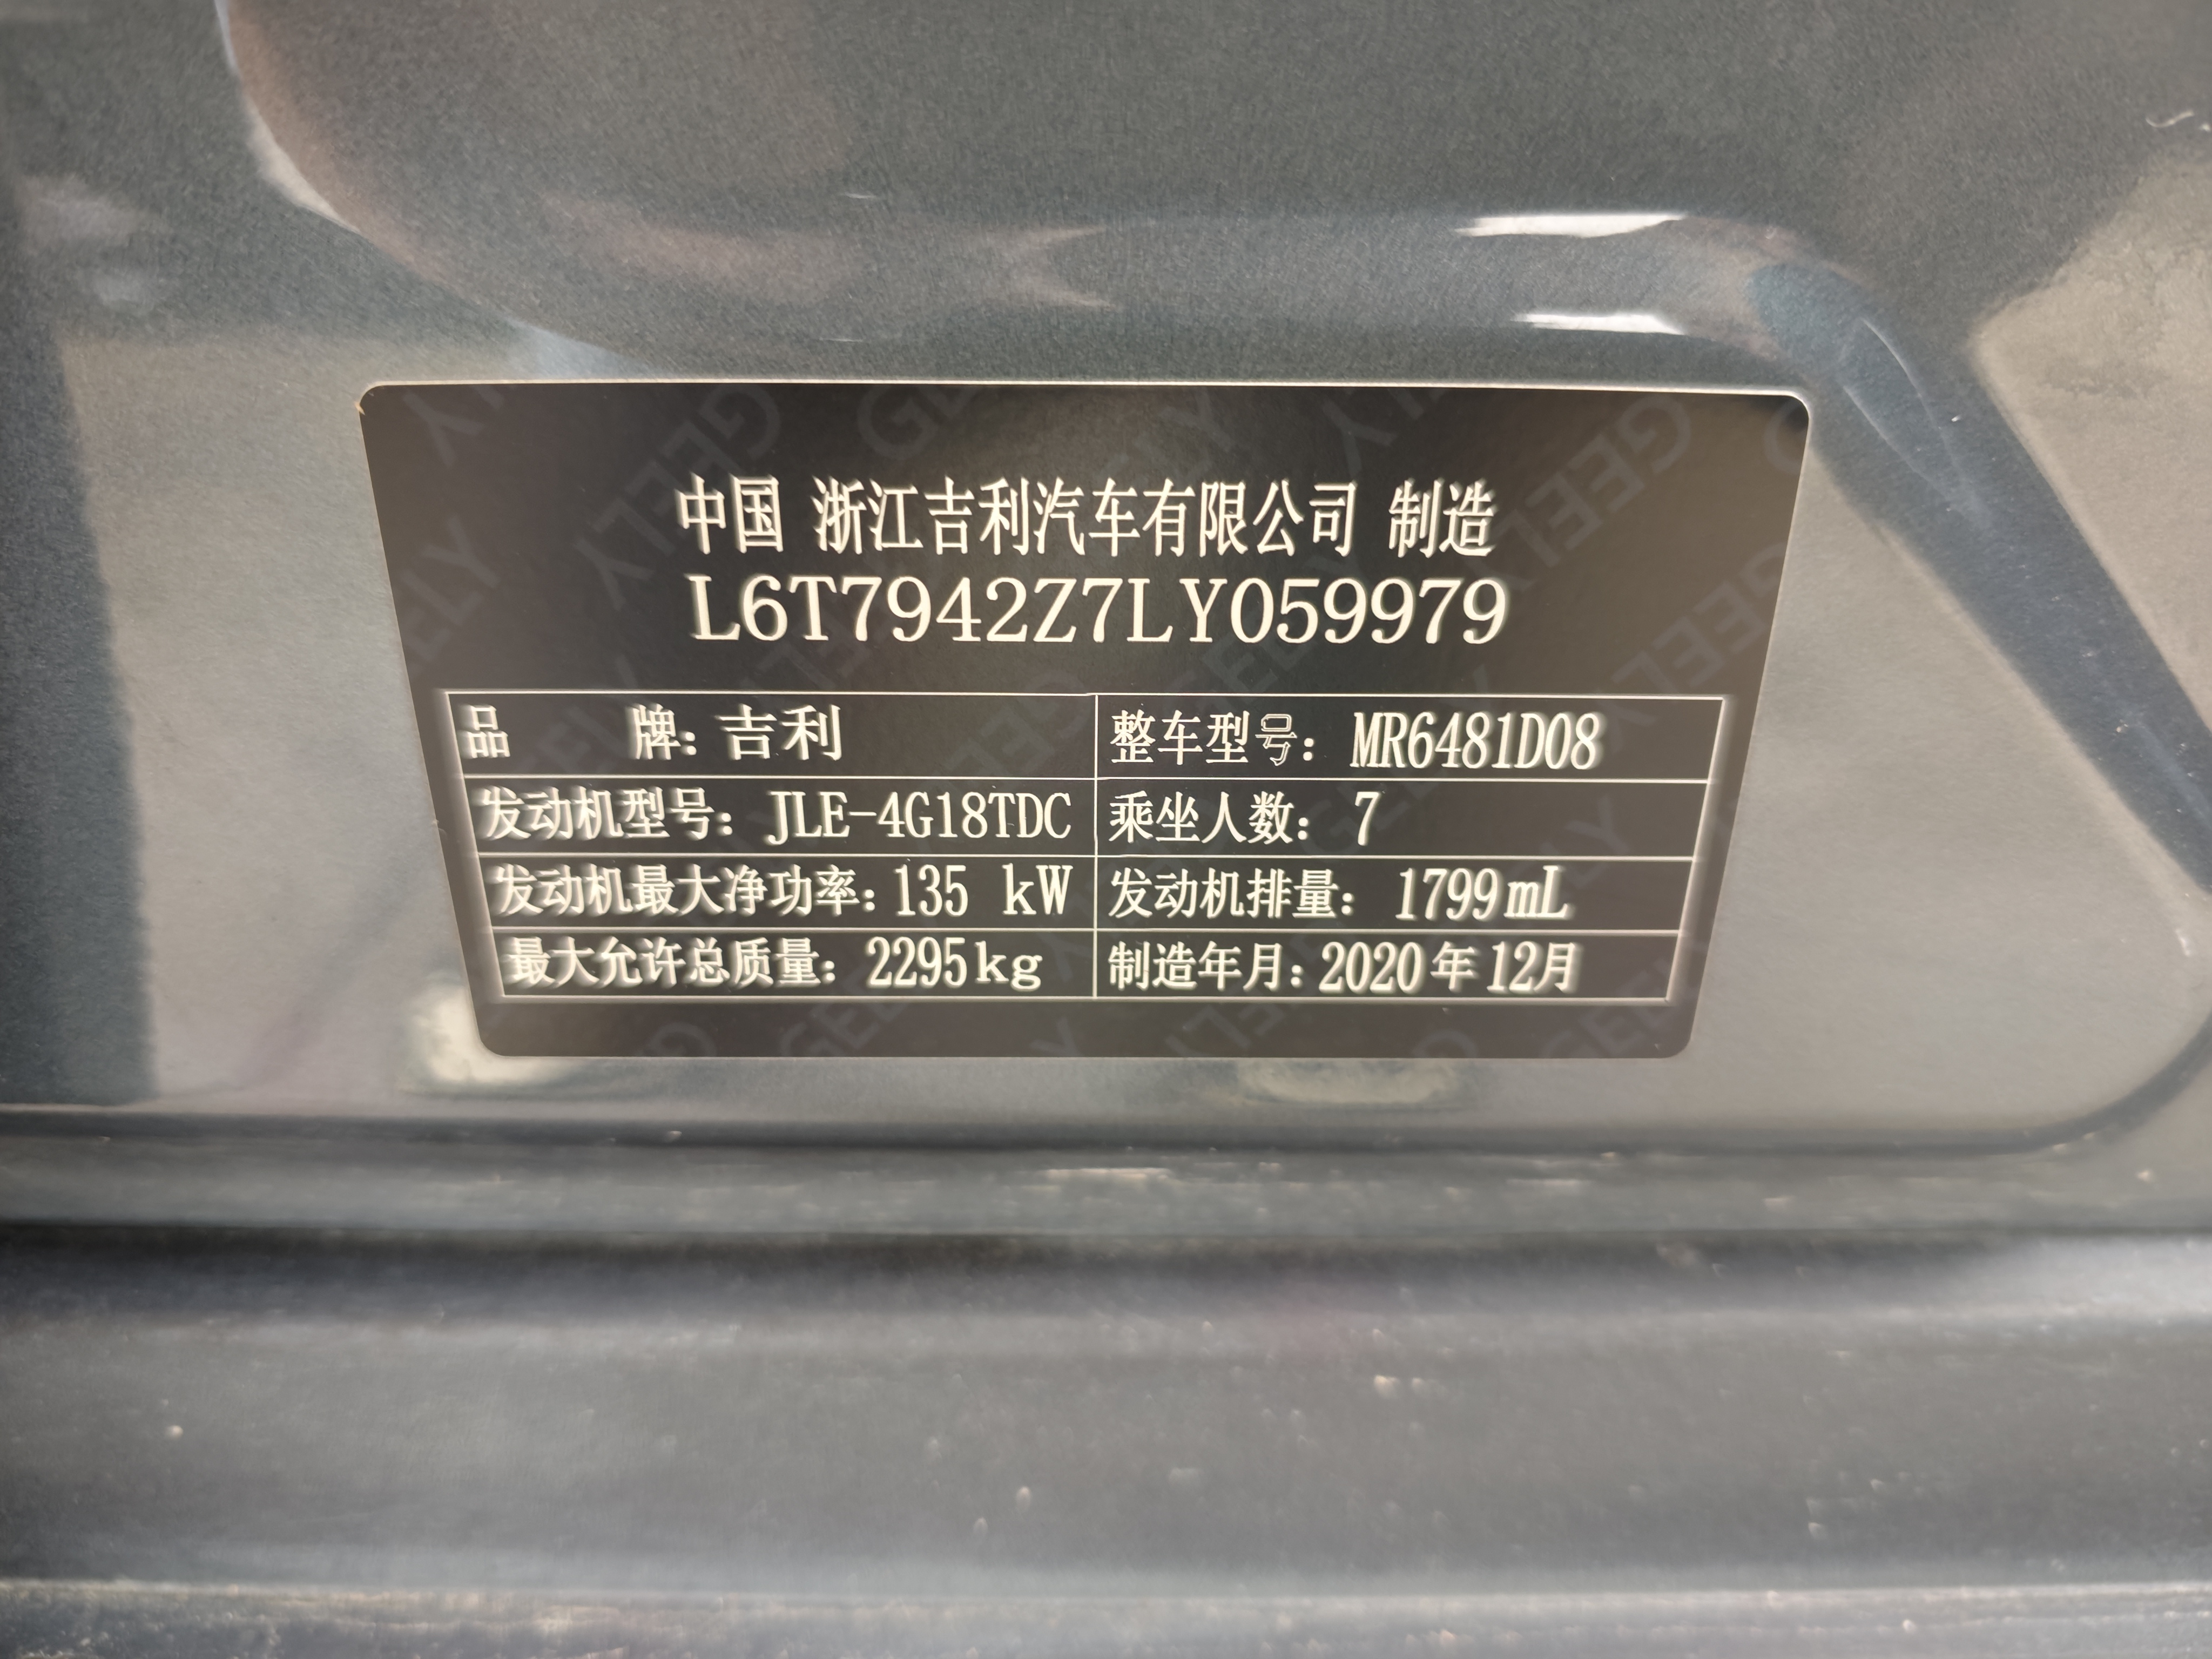 中国 浙江吉利汽车有限公司 制造
L6T7942Z7LY059979
品 牌：吉利 整车型号：MR6481D08
发动机型号：JLE-4G18TDC 乘坐人数：7
发动机最大净功率：135 kW 发动机排量：1799mL
最大允许总质量：2295kg 制造年月：2020年12月